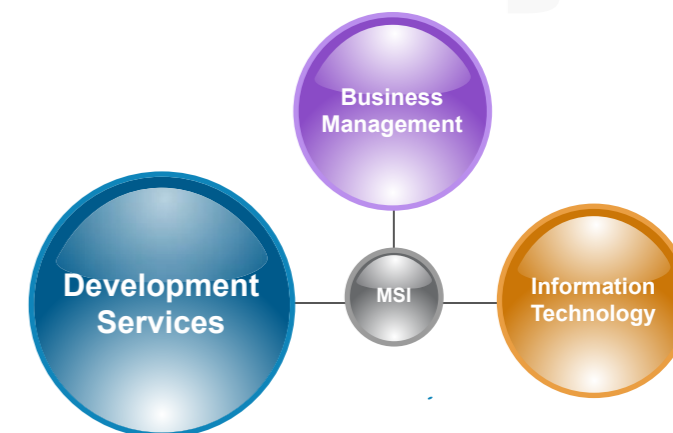 Business
Management
Development
Services
MSI
Information
Technology